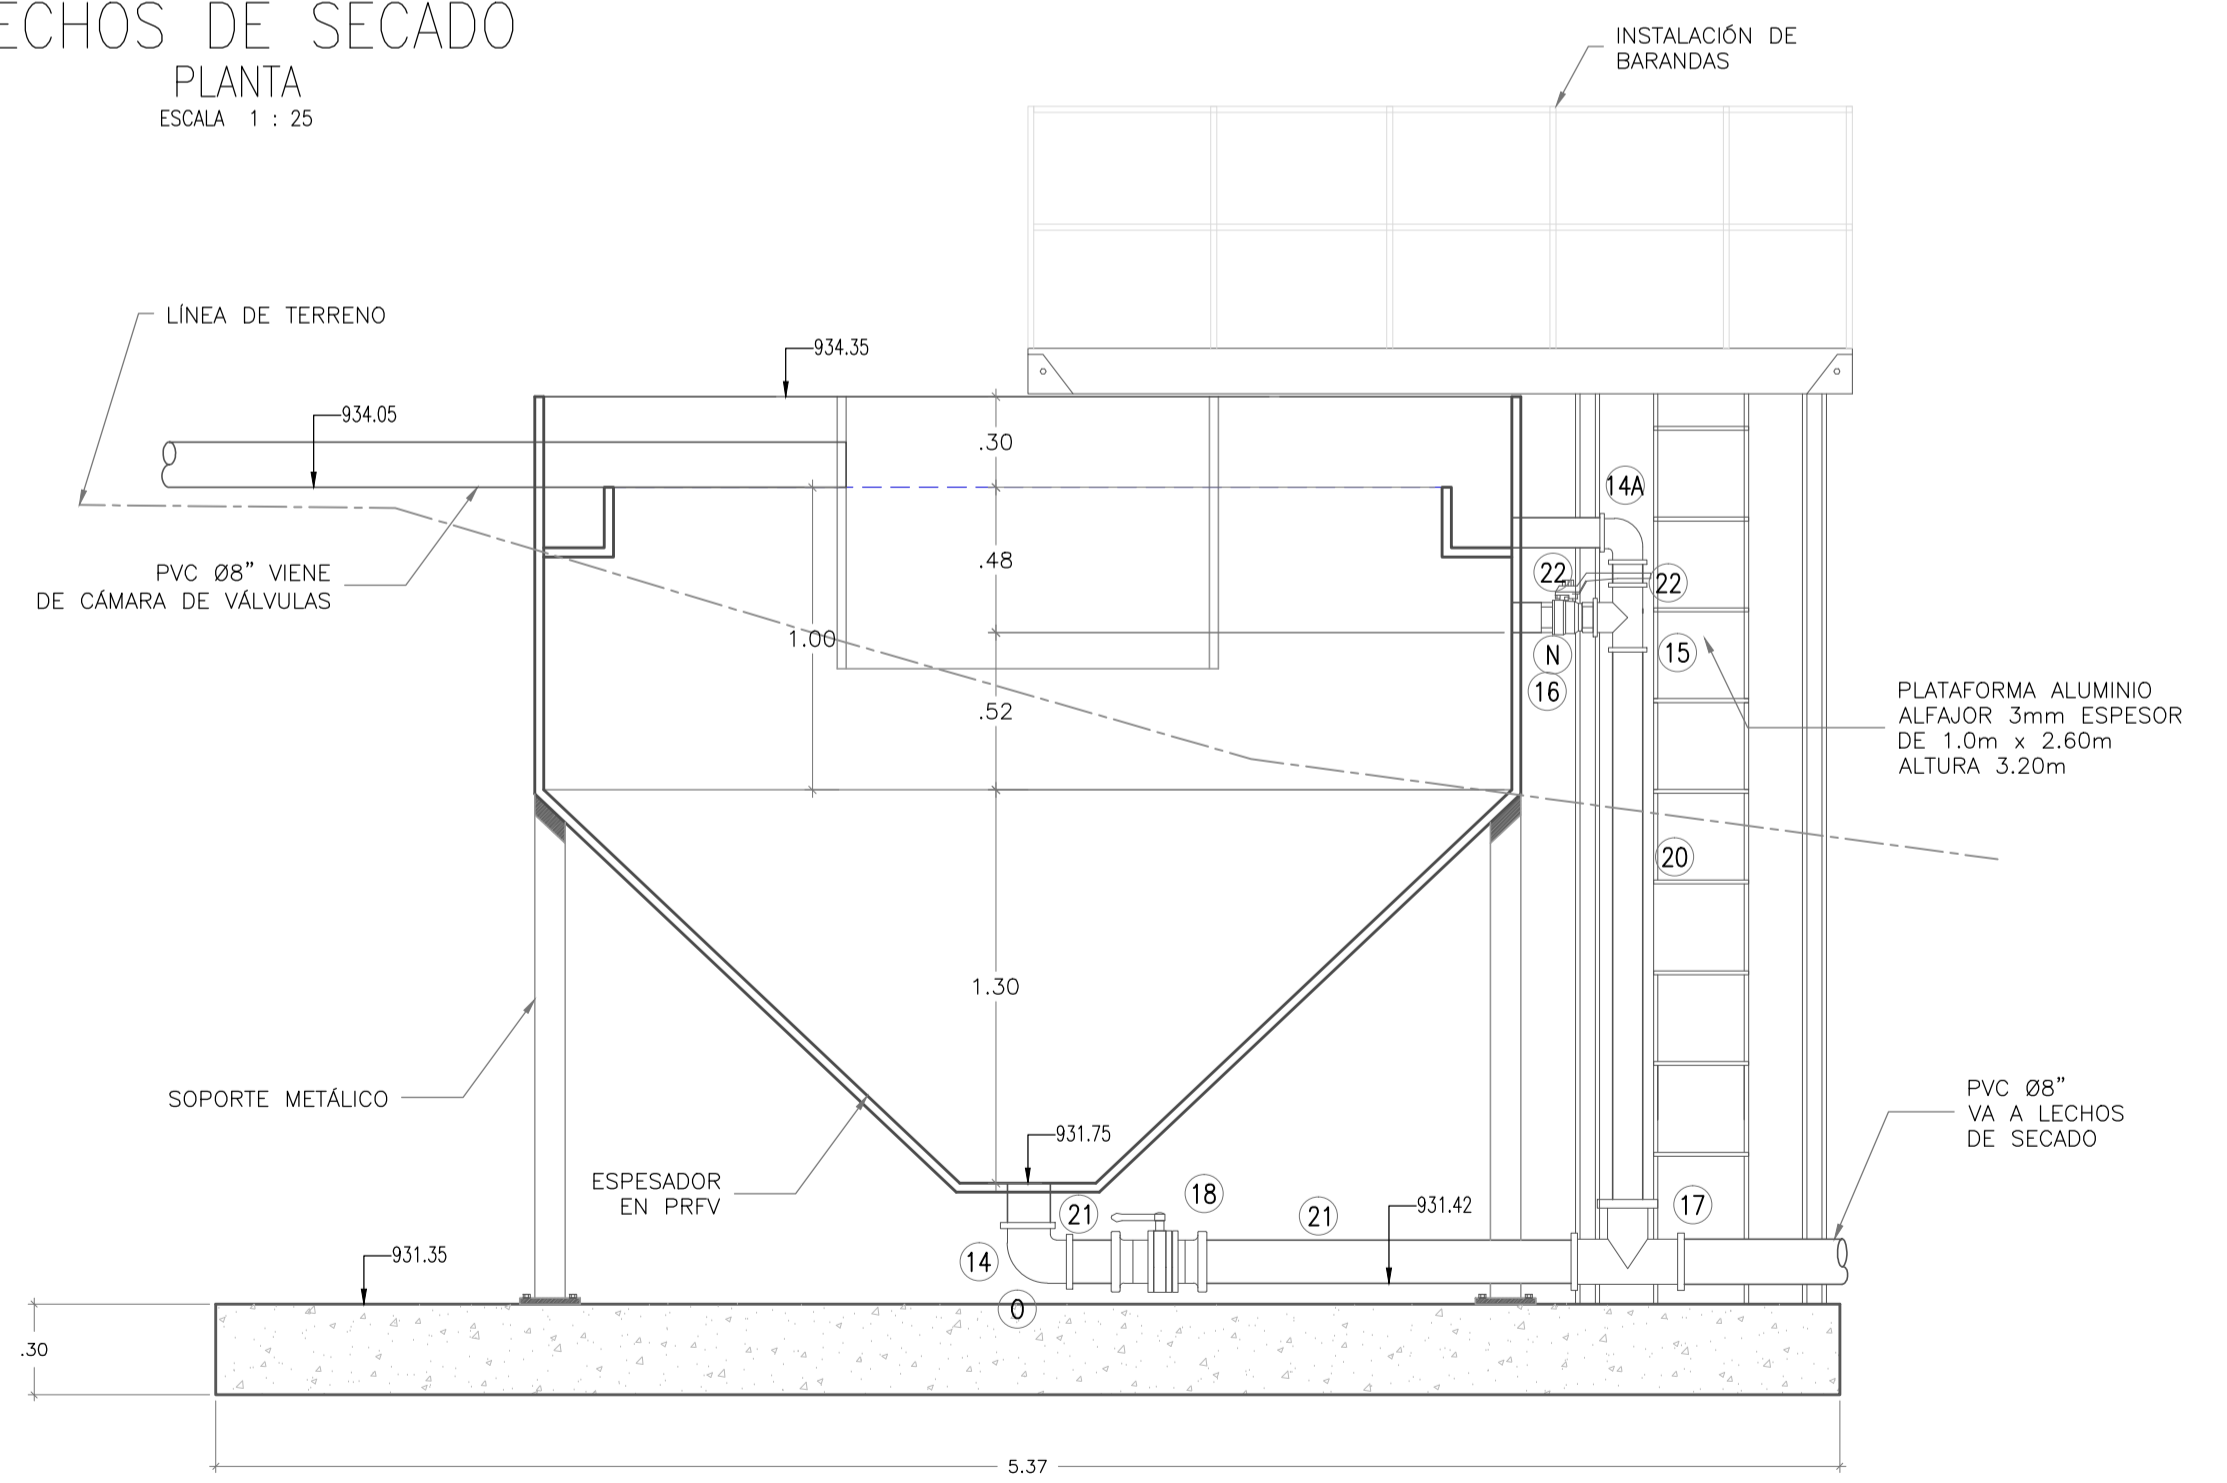 ECHOS DE SECADO
PLANTA
ESCALA 1 : 25
INSTALACIÓN DE
BARANDAS
LÍNEA DE TERRENO
934.35
934.05
.30
14A
.48
PVC Ø8” VIENE
DE CÁMARA DE VÁLVULAS
22
22
1.00
N
15
16
.52
PLATAFORMA ALUMINIO
ALFAJOR 3mm ESPESOR
DE 1.0m x 2.60m
ALTURA 3.20m
20
1.30
SOPORTE METÁLICO
PVC Ø8”
VA A LECHOS
DE SECADO
931.75
ESPESADOR
EN PRFV
18
21
21
931.42
17
931.35
14
O
.30
5.37